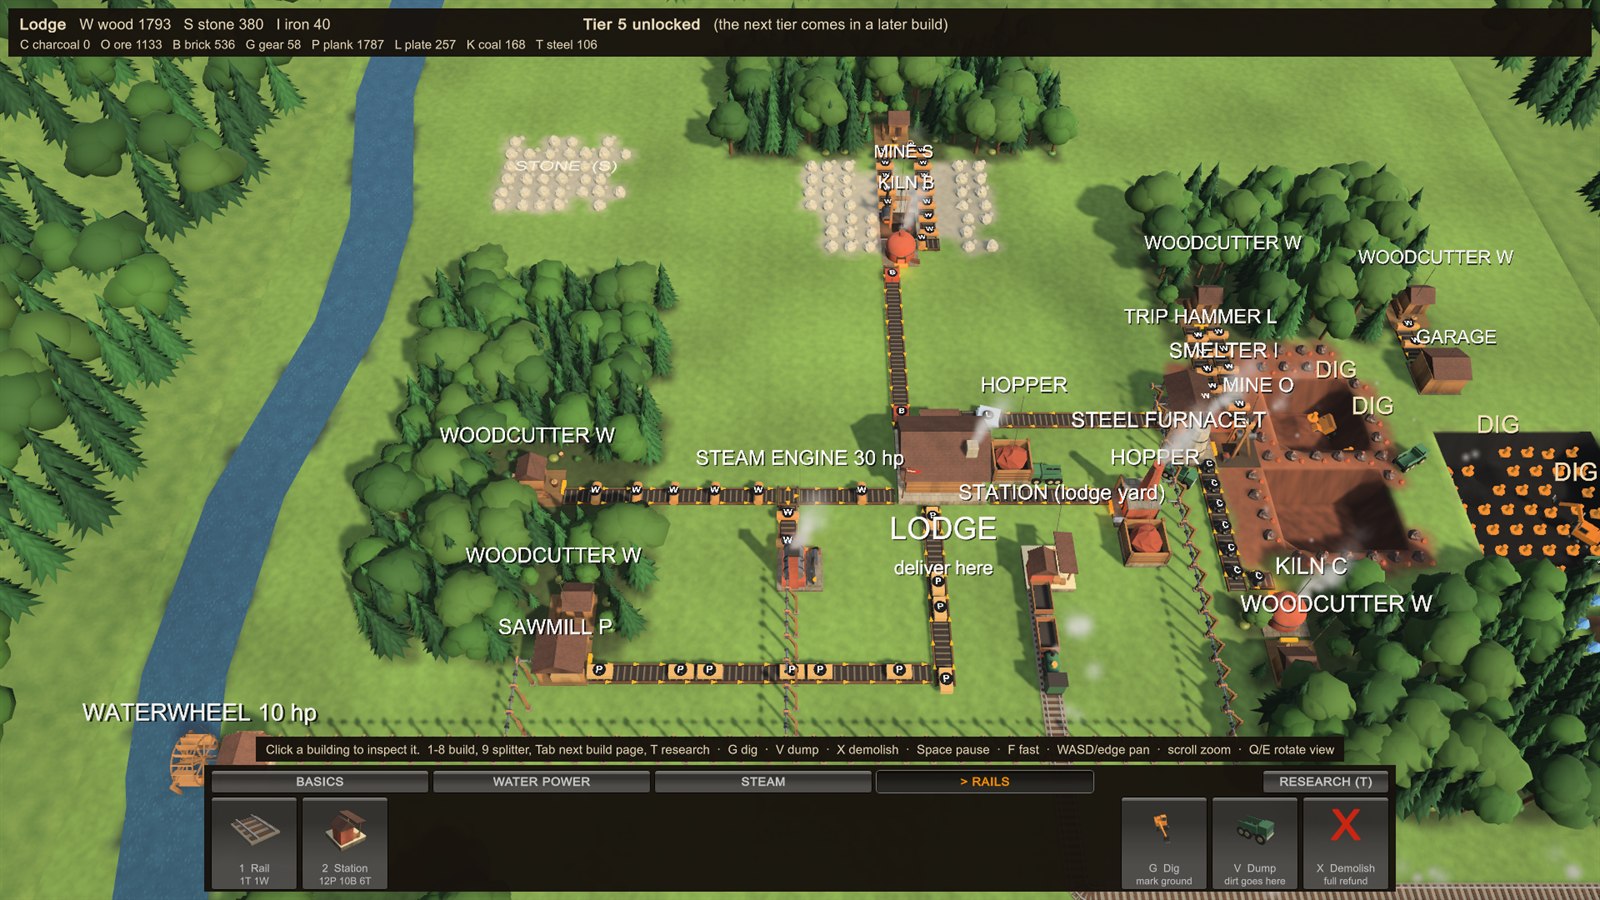 Lodge W wood 1793 S stone 380 I iron 40
Tier 5 unlocked (the next tier comes in a later build)
C charcoal 0 O ore 1133 B brick 536 G gear 58 P plank 1787 L plate 257 K coal 168 T steel 106
STONE (S)
MINE S
KILN B
WOODCUTTER W
WOODCUTTER W
TRIP HAMMER L
GARAGE
SMELTER I
DIG
HOPPER
MINE O
DIG
STEEL FURNACE T
DIG
WOODCUTTER W
STEAM ENGINE 30 hp
HOPPER
DIG
STATION (lodge yard)
LODGE
deliver here
WOODCUTTER W
KILN C
WOODCUTTER W
SAWMILL P
WATERWHEEL 10 hp
Click a building to inspect it. 1-8 build, 9 splitter, Tab next build page, T research · G dig · V dump · X demolish · Space pause · F fast · WASD/edge pan · scroll zoom · Q/E rotate view
BASICS
WATER POWER
STEAM
> RAILS
RESEARCH (T)
1 Rail
1T 1W
2 Station
12P 10B 6T
G Dig
mark ground
V Dump
dirt goes here
X Demolish
full refund